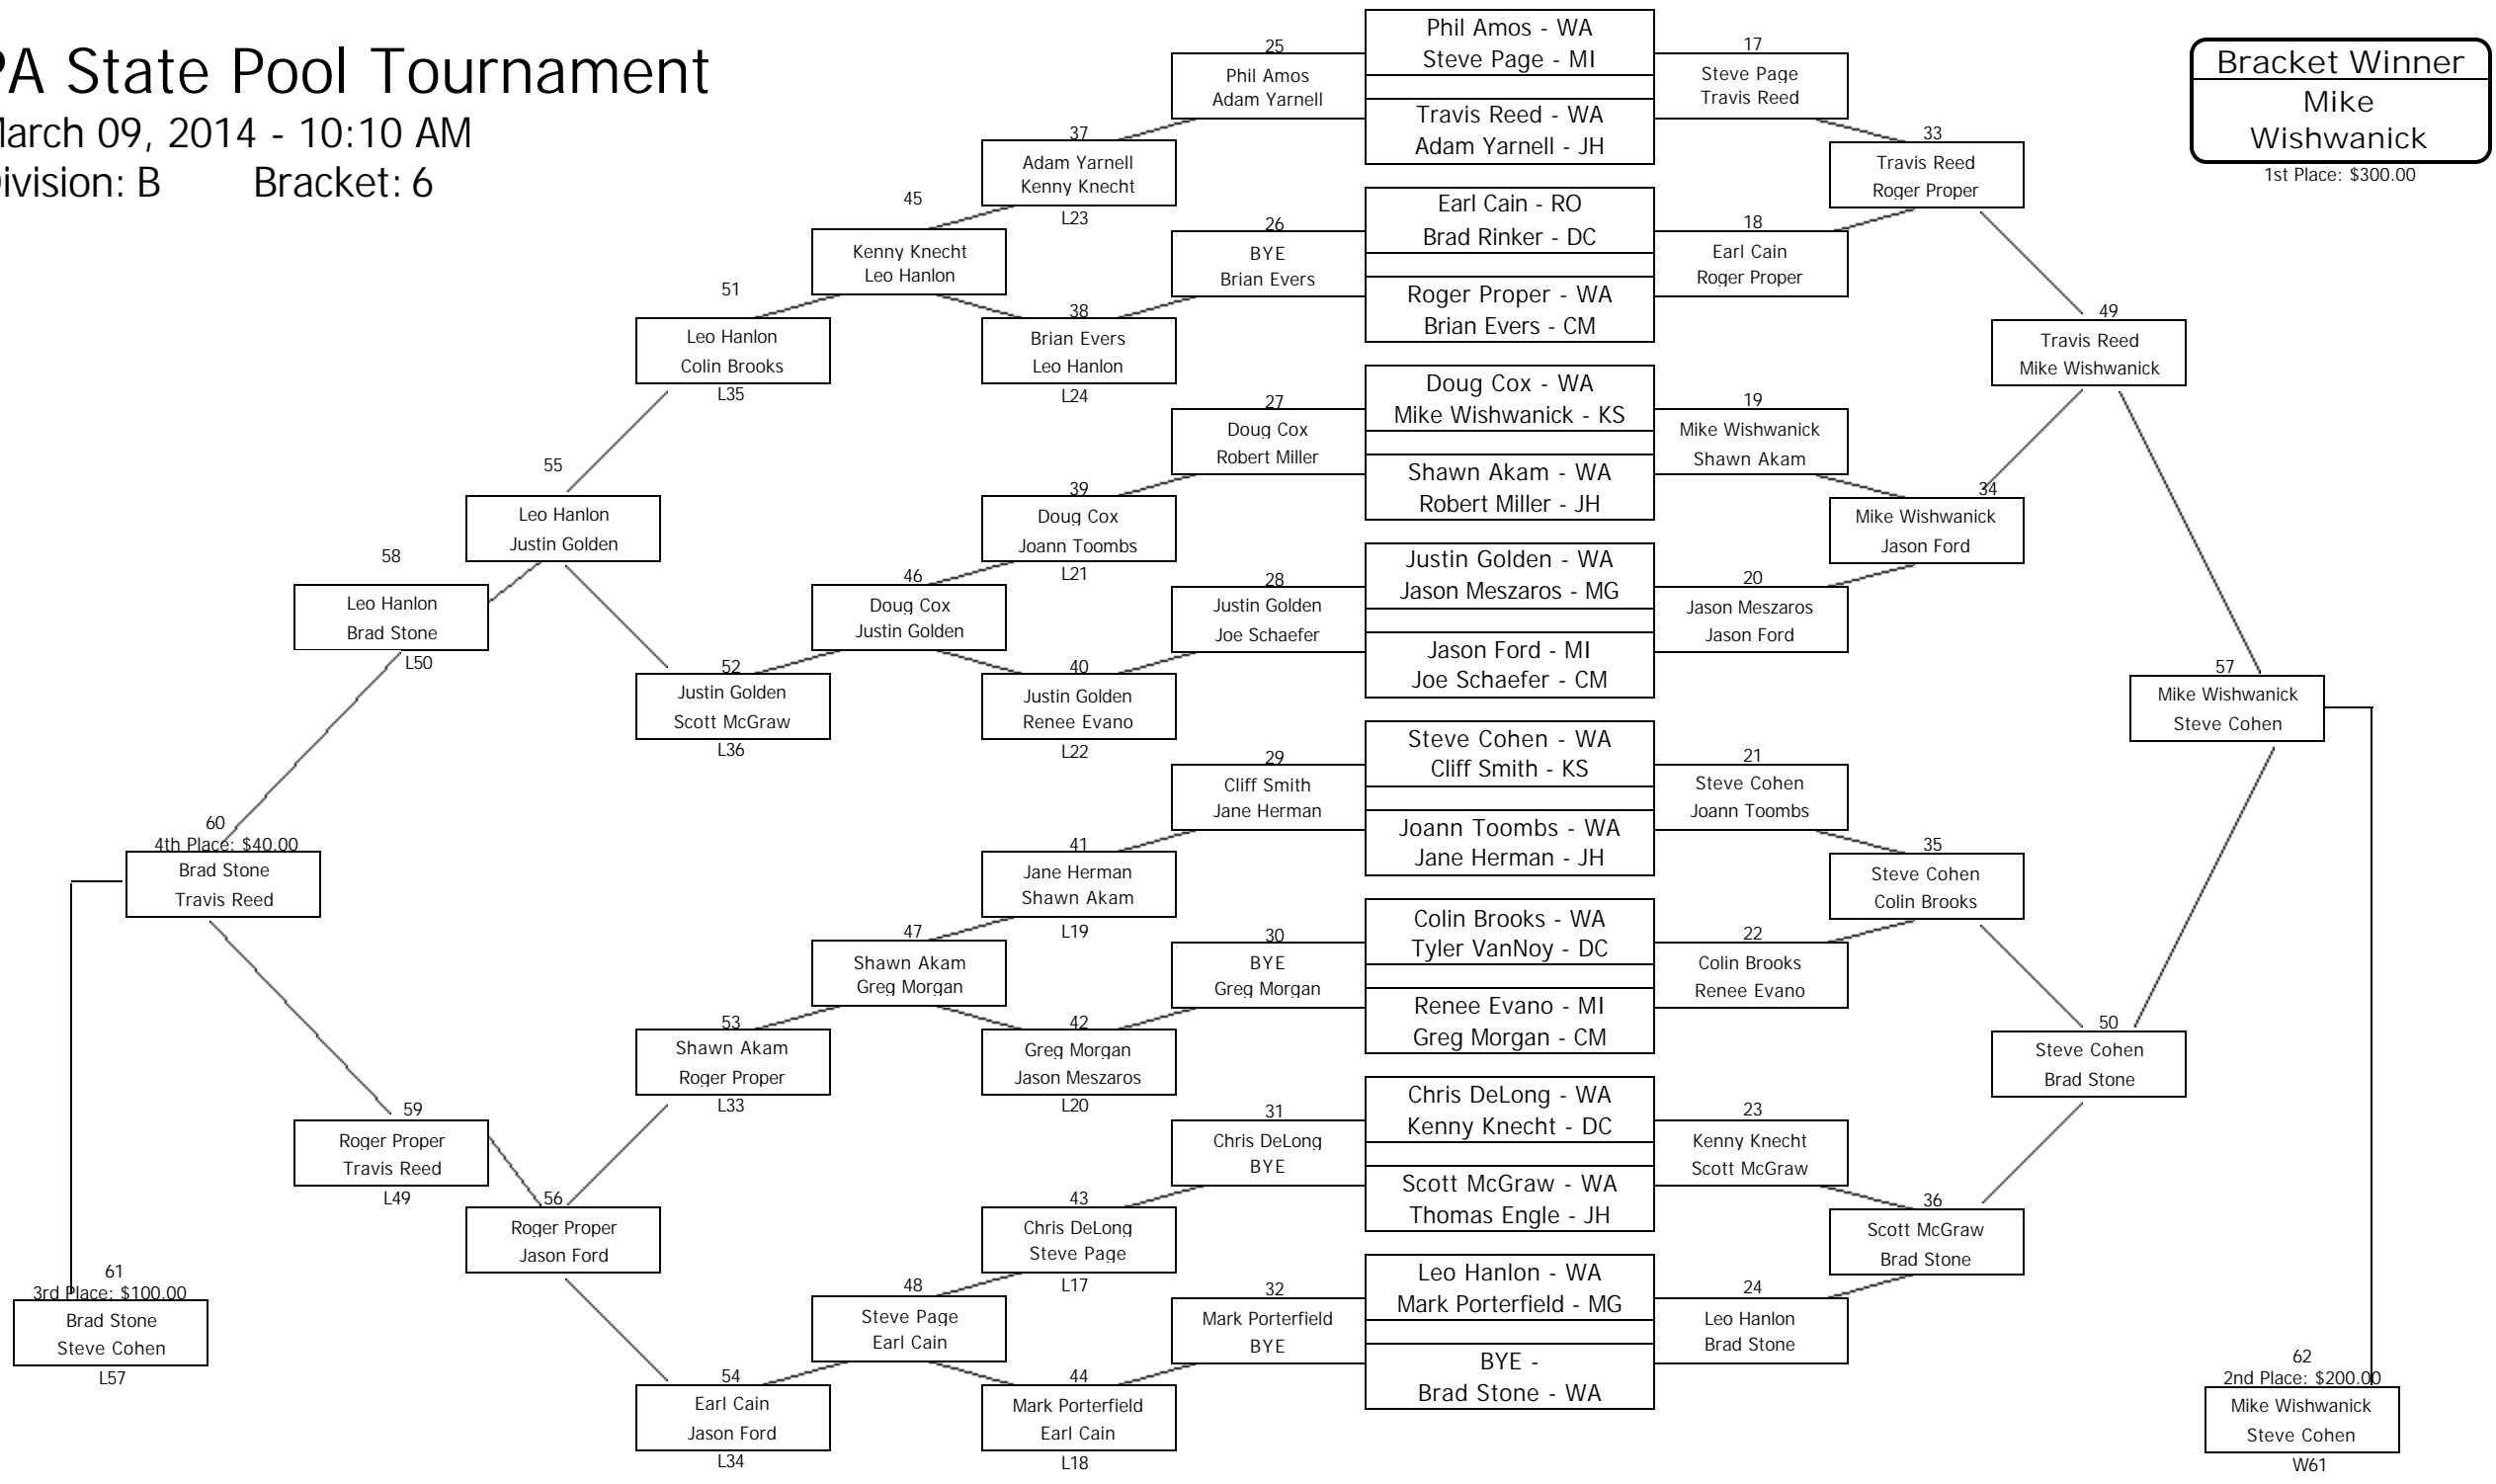 PA State Pool Tournament
March 09, 2014 - 10:10 AM
Division: B Bracket: 6
Bracket Winner
Mike
Wishwanick
1st Place: $300.00
Phil Amos - WA
Steve Page - MI
Travis Reed - WA
Adam Yarnell - JH
Earl Cain - RO
Brad Rinker - DC
Roger Proper - WA
Brian Evers - CM
Doug Cox - WA
Mike Wishwanick - KS
Shawn Akam - WA
Robert Miller - JH
Justin Golden - WA
Jason Meszaros - MG
Jason Ford - MI
Joe Schaefer - CM
Steve Cohen - WA
Cliff Smith - KS
Joann Toombs - WA
Jane Herman - JH
Colin Brooks - WA
Tyler VanNoy - DC
Renee Evano - MI
Greg Morgan - CM
Chris DeLong - WA
Kenny Knecht - DC
Scott McGraw - WA
Thomas Engle - JH
Leo Hanlon - WA
Mark Porterfield - MG
BYE -
Brad Stone - WA
17
Steve Page
Travis Reed
18
Earl Cain
Roger Proper
19
Mike Wishwanick
Shawn Akam
20
Jason Meszaros
Jason Ford
21
Steve Cohen
Joann Toombs
22
Colin Brooks
Renee Evano
23
Kenny Knecht
Scott McGraw
24
Leo Hanlon
Brad Stone
25
Phil Amos
Adam Yarnell
26
BYE
Brian Evers
27
Doug Cox
Robert Miller
28
Justin Golden
Joe Schaefer
29
Cliff Smith
Jane Herman
30
BYE
Greg Morgan
31
Chris DeLong
BYE
32
Mark Porterfield
BYE
33
Travis Reed
Roger Proper
34
Mike Wishwanick
Jason Ford
35
Steve Cohen
Colin Brooks
36
Scott McGraw
Brad Stone
37
Adam Yarnell
Kenny Knecht
L23
38
Brian Evers
Leo Hanlon
L24
39
Doug Cox
Joann Toombs
L21
40
Justin Golden
Renee Evano
L22
41
Jane Herman
Shawn Akam
L19
42
Greg Morgan
Jason Meszaros
L20
43
Chris DeLong
Steve Page
L17
44
Mark Porterfield
Earl Cain
L18
45
Kenny Knecht
Leo Hanlon
46
Doug Cox
Justin Golden
47
Shawn Akam
Greg Morgan
48
Steve Page
Earl Cain
49
Travis Reed
Mike Wishwanick
50
Steve Cohen
Brad Stone
51
Leo Hanlon
Colin Brooks
L35
52
Justin Golden
Scott McGraw
L36
53
Shawn Akam
Roger Proper
L33
54
Earl Cain
Jason Ford
L34
55
Leo Hanlon
Justin Golden
56
Roger Proper
Jason Ford
57
Mike Wishwanick
Steve Cohen
58
Leo Hanlon
Brad Stone
L50
59
Roger Proper
Travis Reed
L49
60
4th Place: $40.00
Brad Stone
Travis Reed
61
3rd Place: $100.00
Brad Stone
Steve Cohen
L57
62
2nd Place: $200.00
Mike Wishwanick
Steve Cohen
W61